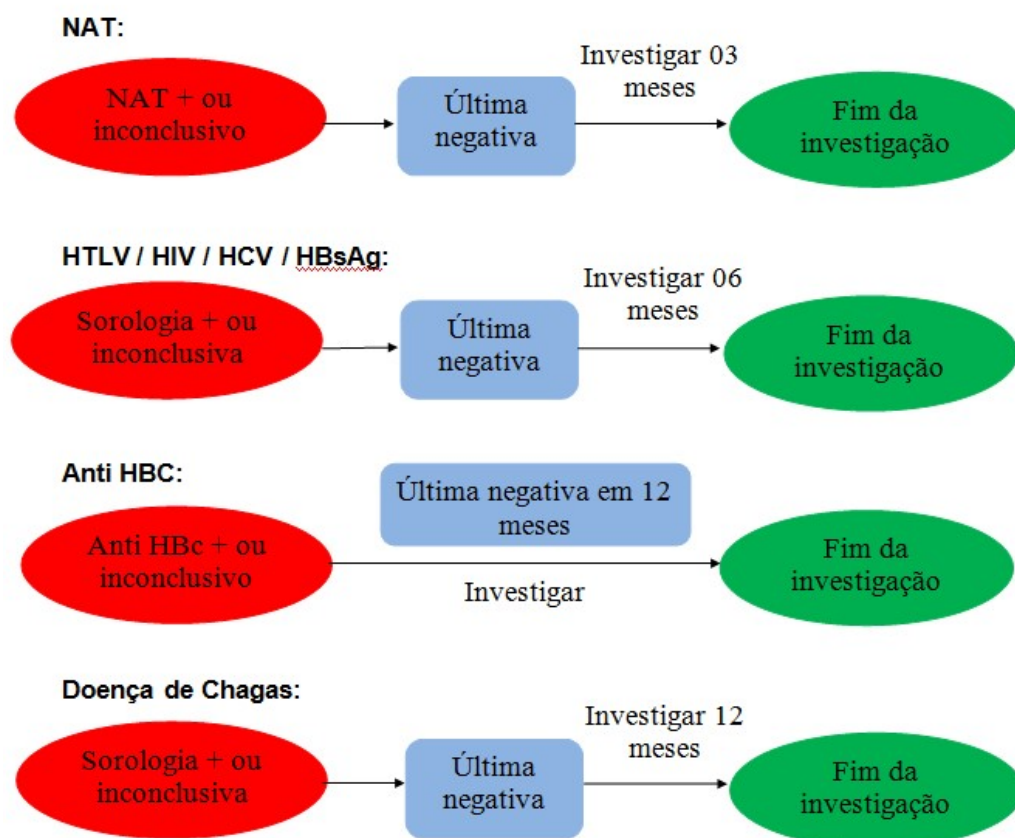 NAT:
NAT + ou
inconclusivo
Última
negativa
Investigar 03
meses
Fim da
investigação
HTLV / HIV / HCV / HBsAg:
Sorologia + ou
inconclusiva
Última
negativa
Investigar 06
meses
Fim da
investigação
Anti HBC:
Anti HBc + ou
inconclusivo
Última negativa em 12
meses
Investigar
Fim da
investigação
Doença de Chagas:
Sorologia + ou
inconclusiva
Última
negativa
Investigar 12
meses
Fim da
investigação